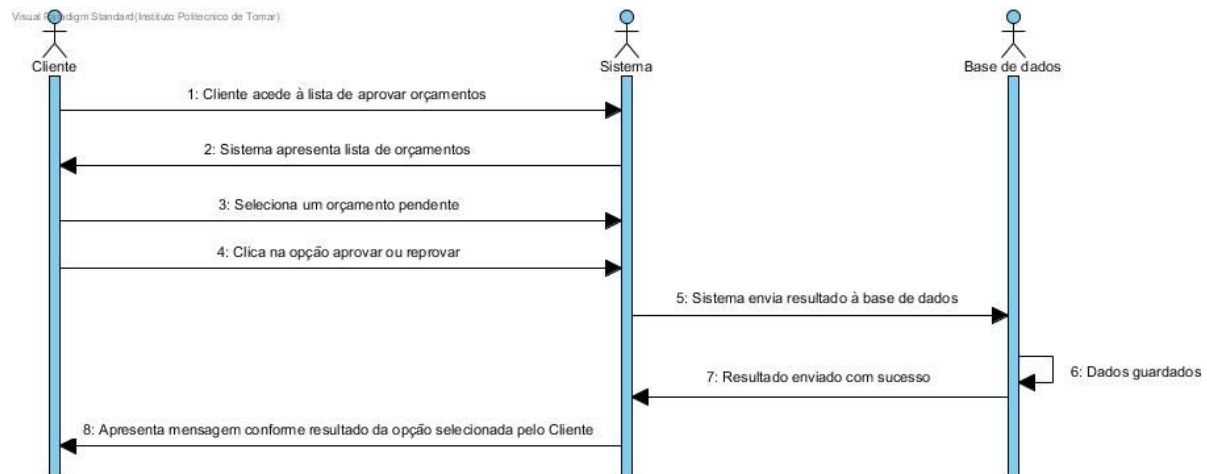 Visual Paradigm Standard(Instituto Politecnico de Tomar)
Cliente
Sistema
Base de dados
1: Cliente acede à lista de aprovar orçamentos
2: Sistema apresenta lista de orçamentos
3: Seleciona um orçamento pendente
4: Clica na opção aprovar ou reprovar
5: Sistema envia resultado à base de dados
6: Dados guardados
7: Resultado enviado com sucesso
8: Apresenta mensagem conforme resultado da opção selecionada pelo Cliente